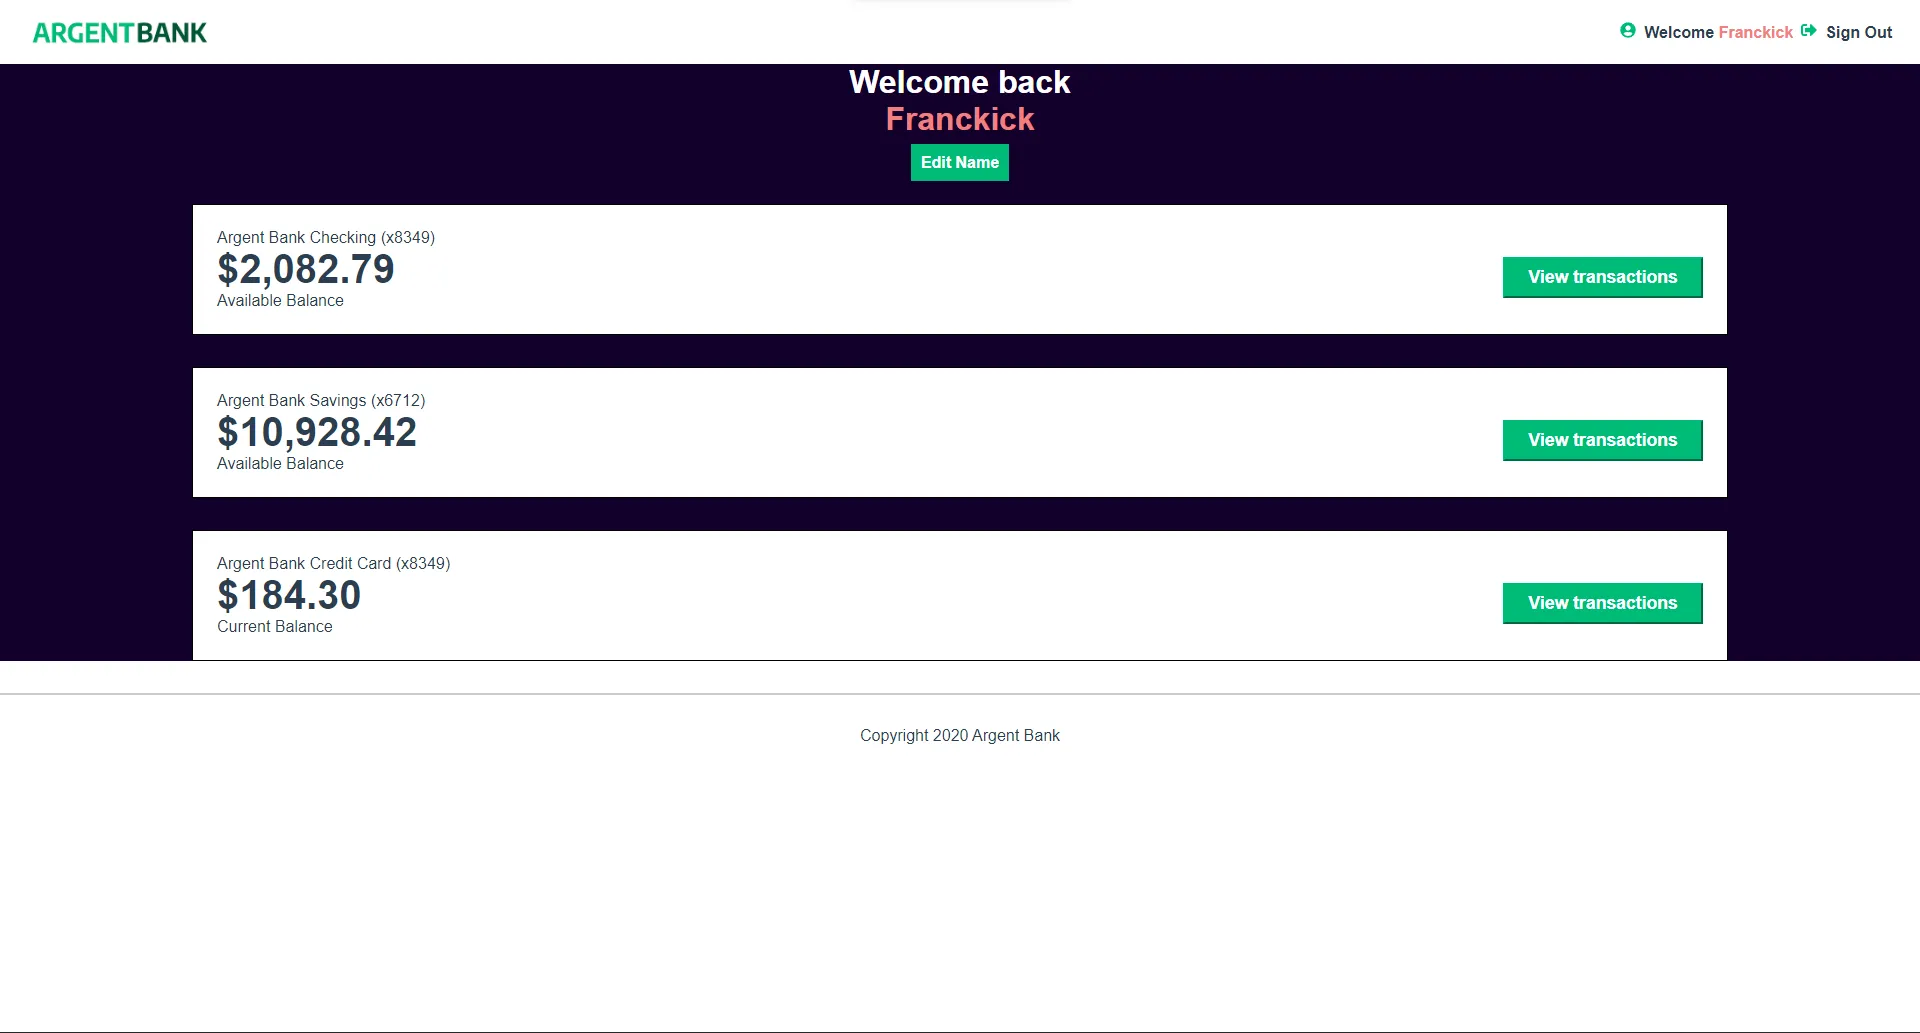 ARGENTBANK
Welcome Franckick Sign Out
Welcome back
Franckick
Edit Name
Argent Bank Checking (x8349)
$2,082.79
Available Balance
View transactions
Argent Bank Savings (x6712)
$10,928.42
Available Balance
View transactions
Argent Bank Credit Card (x8349)
$184.30
Current Balance
View transactions
Copyright 2020 Argent Bank